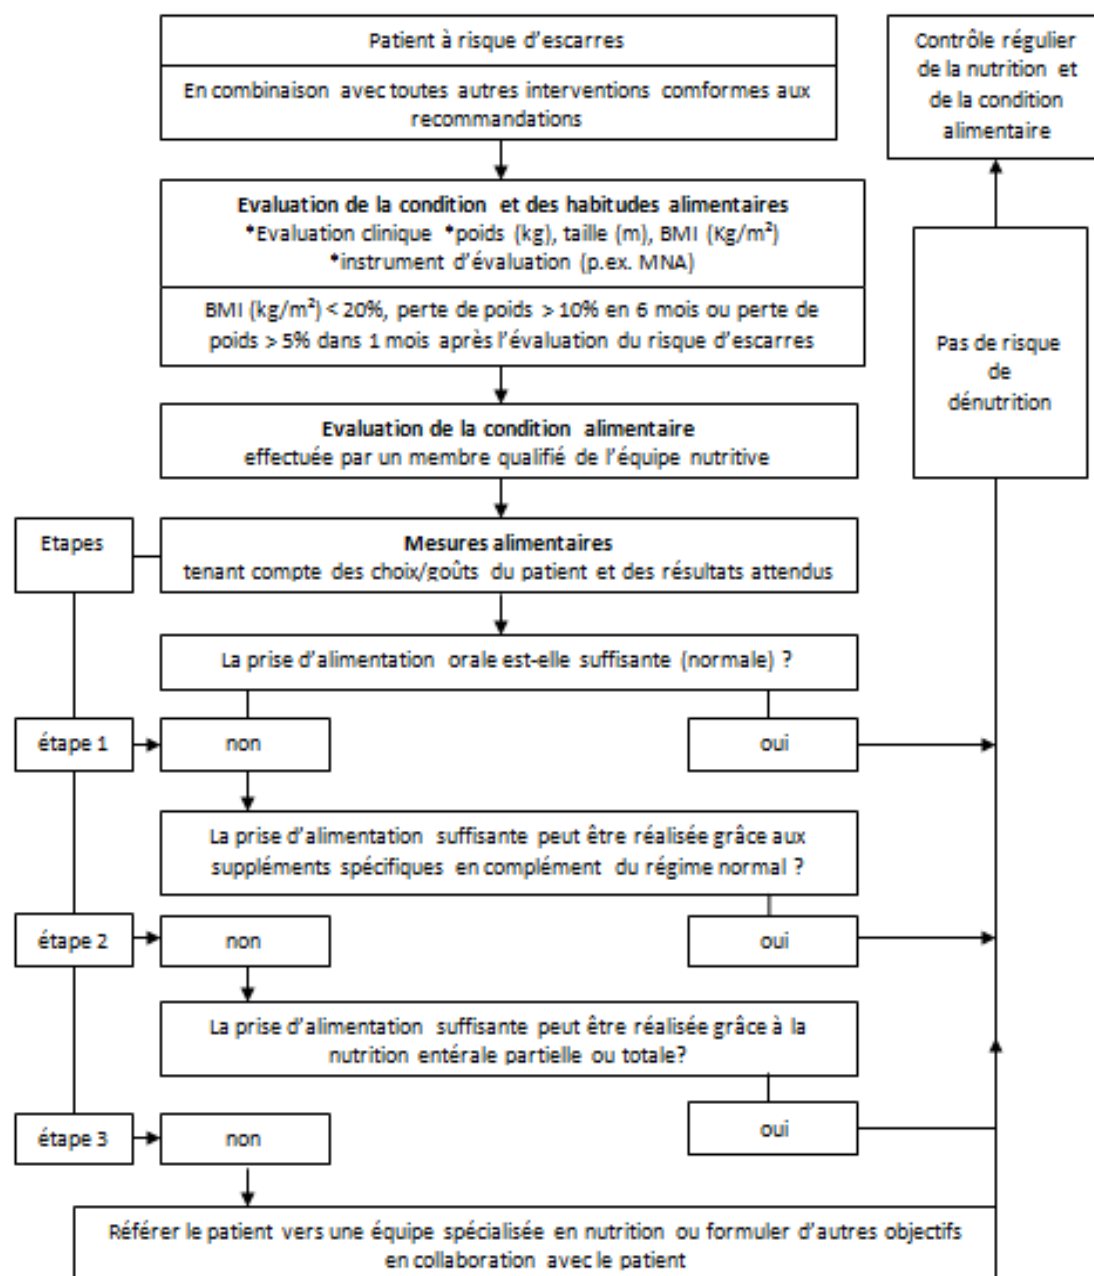 Patient à risque d'escarres
En combinaison avec toutes autres interventions comformes aux
recommandations
Contrôle régulier
de la nutrition et
de la condition
alimentaire
Evaluation de la condition et des habitudes alimentaires
*Evaluation clinique *poids (kg), taille (m), BMI (Kg/m²)
*instrument d'évaluation (p.ex. MNA)
BMI (kg/m²) < 20%, perte de poids > 10% en 6 mois ou perte de
poids > 5% dans 1 mois après l'évaluation du risque d'escarres
Pas de risque
de
dénutrition
Evaluation de la condition alimentaire
effectuée par un membre qualifié de l'équipe nutritive
Etapes
Mesures alimentaires
tenant compte des choix/goûts du patient et des résultats attendus
La prise d'alimentation orale est-elle suffisante (normale) ?
étape 1
non
oui
La prise d'alimentation suffisante peut être réalisée grâce aux
suppléments spécifiques en complément du régime normal ?
étape 2
non
oui
La prise d'alimentation suffisante peut être réalisée grâce à la
nutrition entérale partielle ou totale?
étape 3
non
oui
Référer le patient vers une équipe spécialisée en nutrition ou formuler d'autres objectifs
en collaboration avec le patient